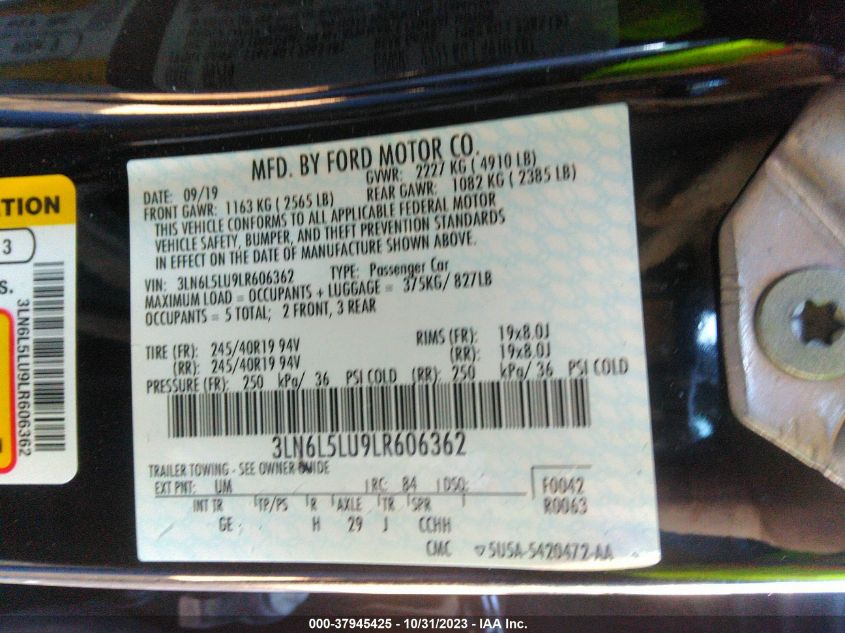 MFD. BY FORD MOTOR CO.
DATE: 09/19
GVWR: 2227 KG ( 4910 LB)
FRONT GAWR: 1163 KG ( 2565 LB)
REAR GAWR: 1082 KG ( 2385 LB)
THIS VEHICLE CONFORMS TO ALL APPLICABLE FEDERAL MOTOR
VEHICLE SAFETY, BUMPER, AND THEFT PREVENTION STANDARDS
IN EFFECT ON THE DATE OF MANUFACTURE SHOWN ABOVE.
VIN: 3LN6L5LU9LR606362 TYPE: Passenger Car
MAXIMUM LOAD = OCCUPANTS + LUGGAGE = 375KG/ 827LB
OCCUPANTS = 5 TOTAL; 2 FRONT, 3 REAR
TIRE (FR): 245/40R19 94V RIMS (FR): 19x8.0J
(RR): 245/40R19 94V (RR): 19x8.0J
PRESSURE (FR): 250 kPa/ 36 PSI COLD (RR): 250 kPa/ 36 PSI COLD
3LN6L5LU9LR606362
TRAILER TOWING - SEE OWNER GUIDE
EXT PNT: UM RC: 84 DSO: F0042
INT TR TP/PS R AXLE TR SPR R0063
GE H 29 J CCHH
CMC 5U5A-5420472-AA
TION
3
S.
3LN6L5LU9LR606362
000-37945425 - 10/31/2023 - IAA Inc.